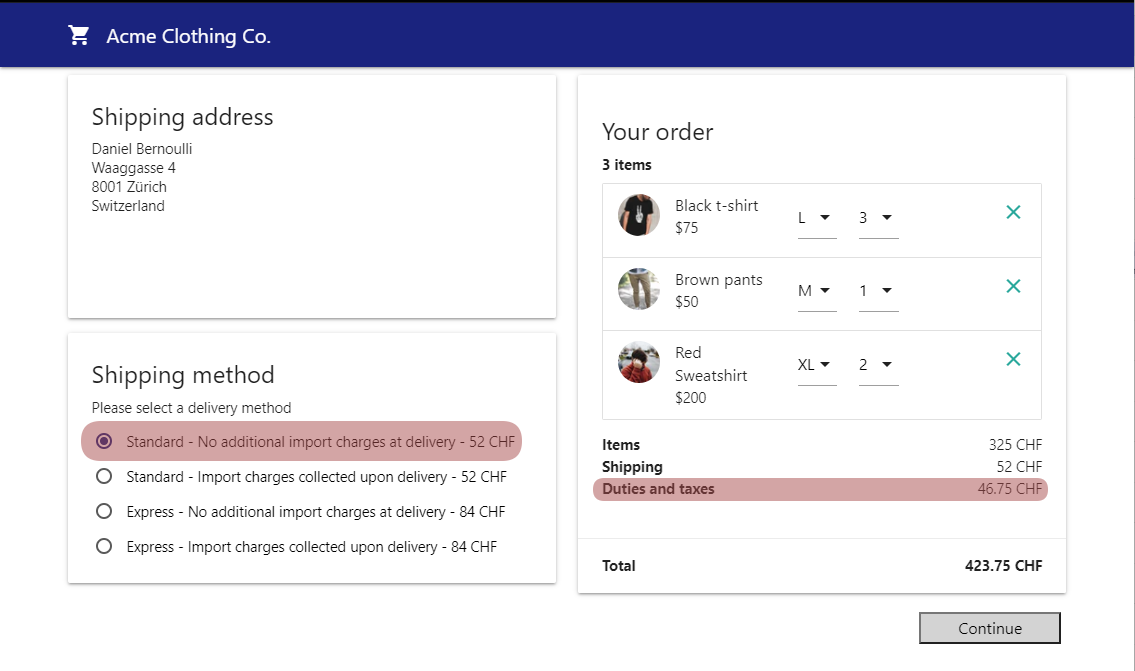 Acme Clothing Co.
Shipping address
Daniel Bernoulli
Waaggasse 4
8001 Zürich
Switzerland
Shipping method
Please select a delivery method
Standard - No additional import charges at delivery - 52 CHF
Standard - Import charges collected upon delivery - 52 CHF
Express - No additional import charges at delivery - 84 CHF
Express - Import charges collected upon delivery - 84 CHF
Your order
3 items
Black t-shirt
$75
L
3
Brown pants
$50
M
1
Red
Sweatshirt
$200
XL
2
Items 325 CHF
Shipping 52 CHF
Duties and taxes 46.75 CHF
Total 423.75 CHF
Continue